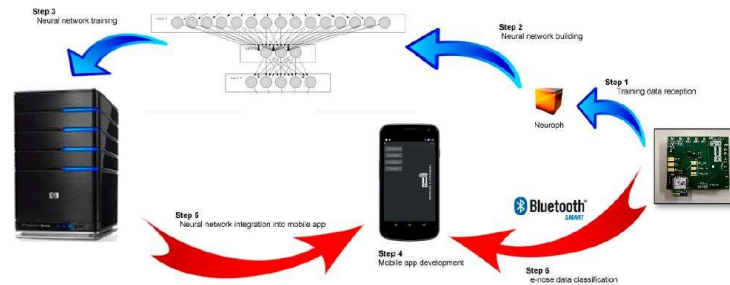 Step 3
Neural network training
Step 2
Neural network building
Step 1
Training data reception
Neuroph
Bluetooth®
SMART
Step 5
Neural network integration into mobile app
Step 4
Mobile app development
Step 6
e-nose data classification